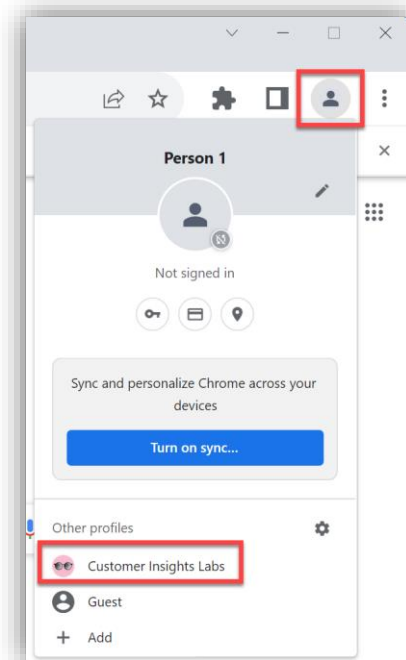 Person 1
Not signed in
Sync and personalize Chrome across your
devices
Turn on sync...
Other profiles
Customer Insights Labs
Guest
Add